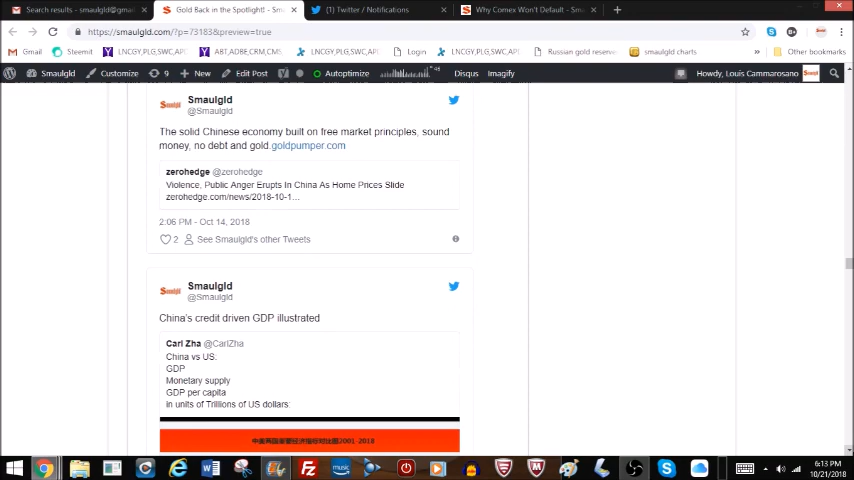 Search results - smaulgld@gmai
Gold Back in the Spotlight! - Sm
(1) Twitter / Notifications
Why Comex Won't Default - Sm
https://smaulgld.com/?p=73183&preview=true
Gmail
Steemit
LNCGY,PLG,SWC,AP
ABT,ADBE,CRM,CMS
LNCGY,PLG,SWC,API
Login
LNCGY,PLG,SWC,API
Russian gold reserv
smaulgld charts
Other bookmarks
Smaulgld
Customize
9
New
Edit Post
Autoptimize
Disqus
Imagify
Howdy, Louis Cammarosano
Smaulgld
@Smaulgld
The solid Chinese economy built on free market principles, sound
money, no debt and gold.goldpumper.com
zerohedge @zerohedge
Violence, Public Anger Erupts In China As Home Prices Slide
zerohedge.com/news/2018-10-1...
2:06 PM - Oct 14, 2018
2 See Smaulgld's other Tweets
Smaulgld
@Smaulgld
China's credit driven GDP illustrated
Carl Zha @CarlZha
China vs US:
GDP
Monetary supply
GDP per capita
in units of Trillions of US dollars:
6:13 PM
10/21/2018